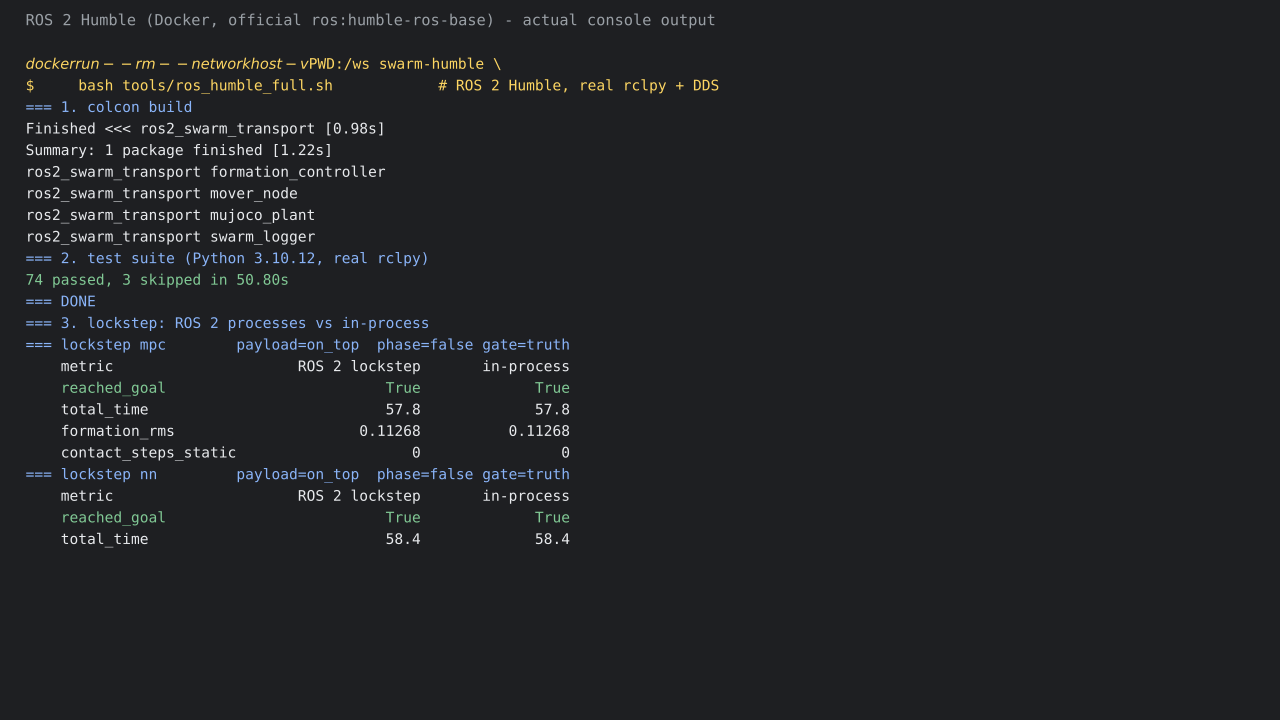 ROS 2 Humble (Docker, official ros:humble-ros-base) - actual console output
dockerrun−−rm−−networkhost−vPWD:/ws swarm-humble \
$     bash tools/ros_humble_full.sh            # ROS 2 Humble, real rclpy + DDS
=== 1. colcon build
Finished <<< ros2_swarm_transport [0.98s]
Summary: 1 package finished [1.22s]
ros2_swarm_transport formation_controller
ros2_swarm_transport mover_node
ros2_swarm_transport mujoco_plant
ros2_swarm_transport swarm_logger
=== 2. test suite (Python 3.10.12, real rclpy)
74 passed, 3 skipped in 50.80s
=== DONE
=== 3. lockstep: ROS 2 processes vs in-process
=== lockstep mpc        payload=on_top  phase=false gate=truth
    metric                     ROS 2 lockstep       in-process
    reached_goal                         True             True
    total_time                           57.8             57.8
    formation_rms                     0.11268          0.11268
    contact_steps_static                    0                0
=== lockstep nn         payload=on_top  phase=false gate=truth
    metric                     ROS 2 lockstep       in-process
    reached_goal                         True             True
    total_time                           58.4             58.4